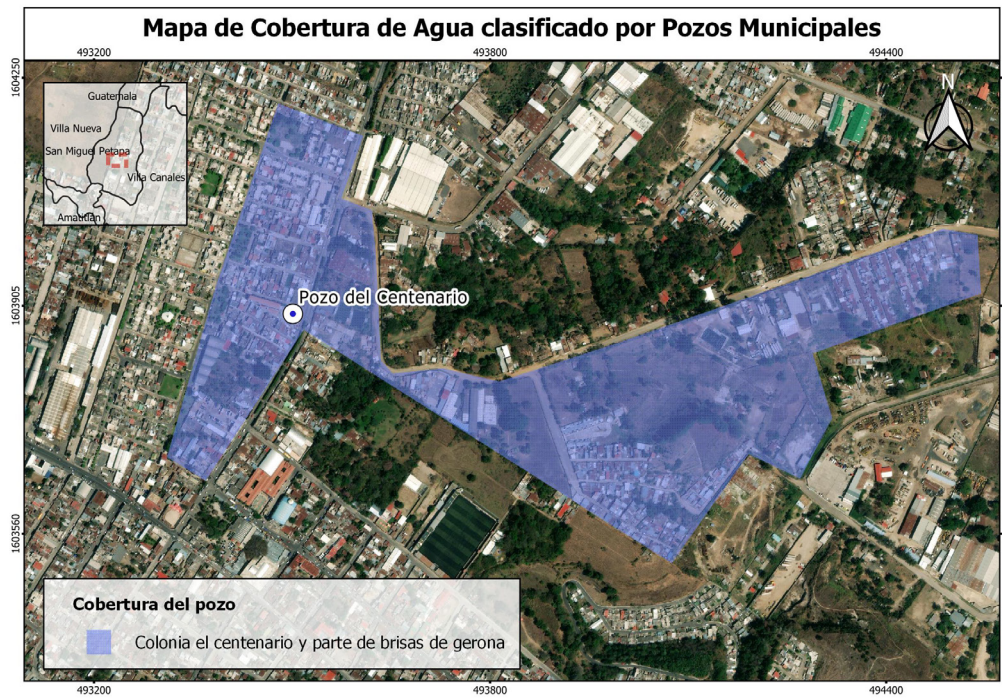 Mapa de Cobertura de Agua clasificado por Pozos Municipales
493200
493800
494400
1604250
1603905
1603560
N
Guatemala
Villa Nueva
San Miguel Petapa
Villa Canales
Amatitlán
Pozo del Centenario
Cobertura del pozo
Colonia el centenario y parte de brisas de gerona
493200
493800
494400